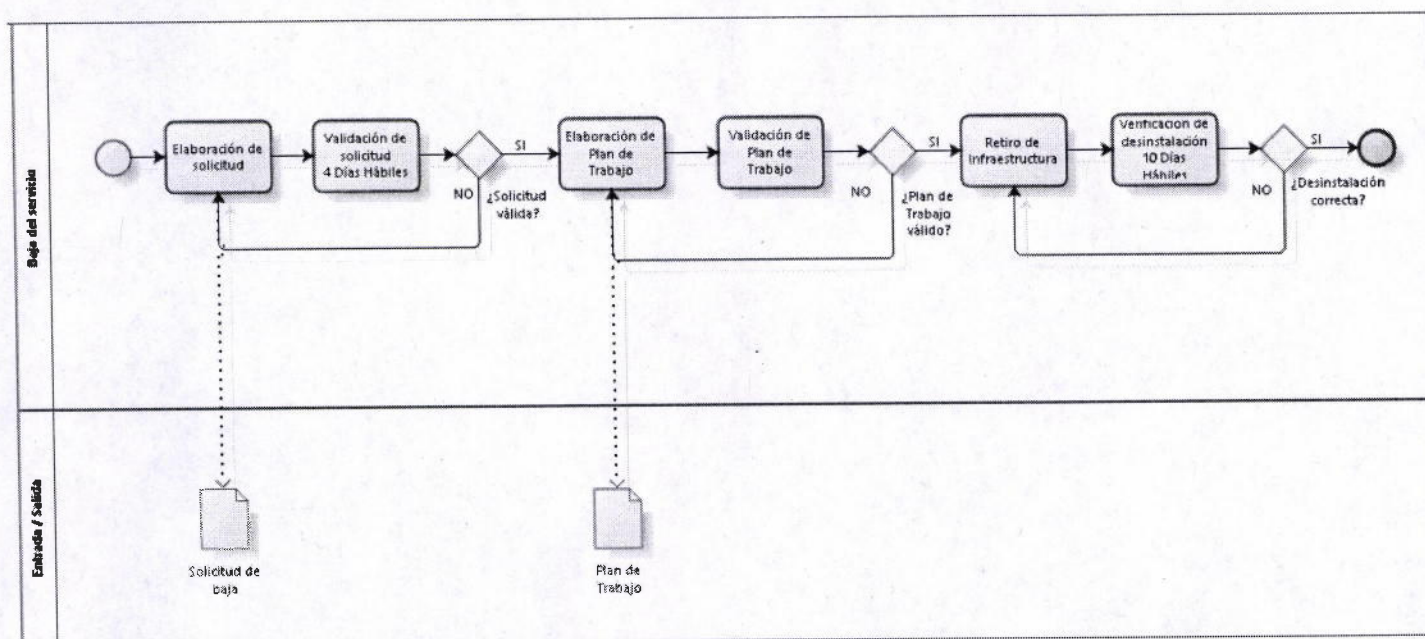 Baja del servicio
Elaboración de
solicitud
Validación de
solicitud
4 Días Hábiles
SI
NO
¿Solicitud
válida?
Elaboración de
Plan de
Trabajo
Validación de
Plan de
Trabajo
SI
NO
¿Plan de
Trabajo
válido?
Retiro de
Infraestructura
Verificacion de
desinstalación
10 Días
Hábiles
SI
NO
¿Desinstalación
correcta?
Entrada / Salida
Solicitud de
baja
Plan de
Trabajo